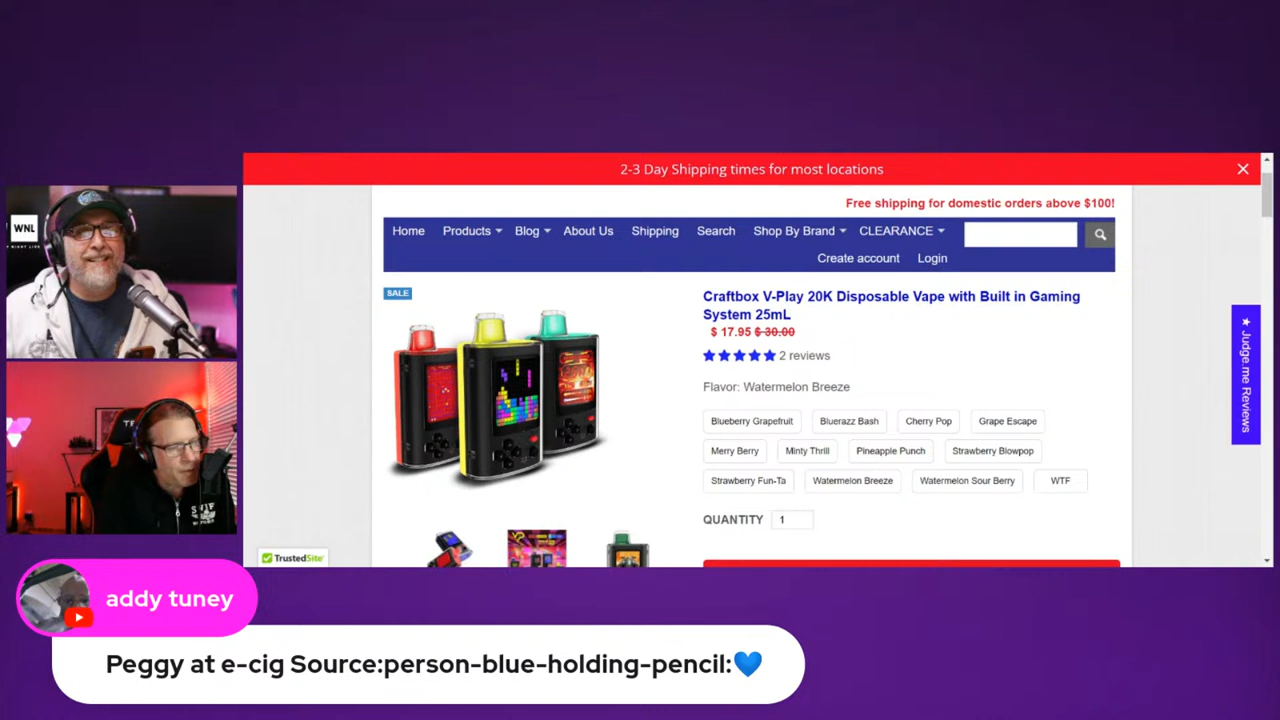 2-3 Day Shipping times for most locations
Free shipping for domestic orders above $100!
Home Products Blog About Us Shipping Search Shop By Brand CLEARANCE
Create account Login
SALE
Craftbox V-Play 20K Disposable Vape with Built in Gaming
System 25mL
$ 17.95 $ 30.00
2 reviews
Flavor: Watermelon Breeze
Blueberry Grapefruit Bluerazz Bash Cherry Pop Grape Escape
Merry Berry Minty Thrill Pineapple Punch Strawberry Blowpop
Strawberry Fun-Ta Watermelon Breeze Watermelon Sour Berry WTF
QUANTITY 1
★ Judge.me Reviews
TrustedSite
WNL
addy tuney
Peggy at e-cig Source:person-blue-holding-pencil:💙